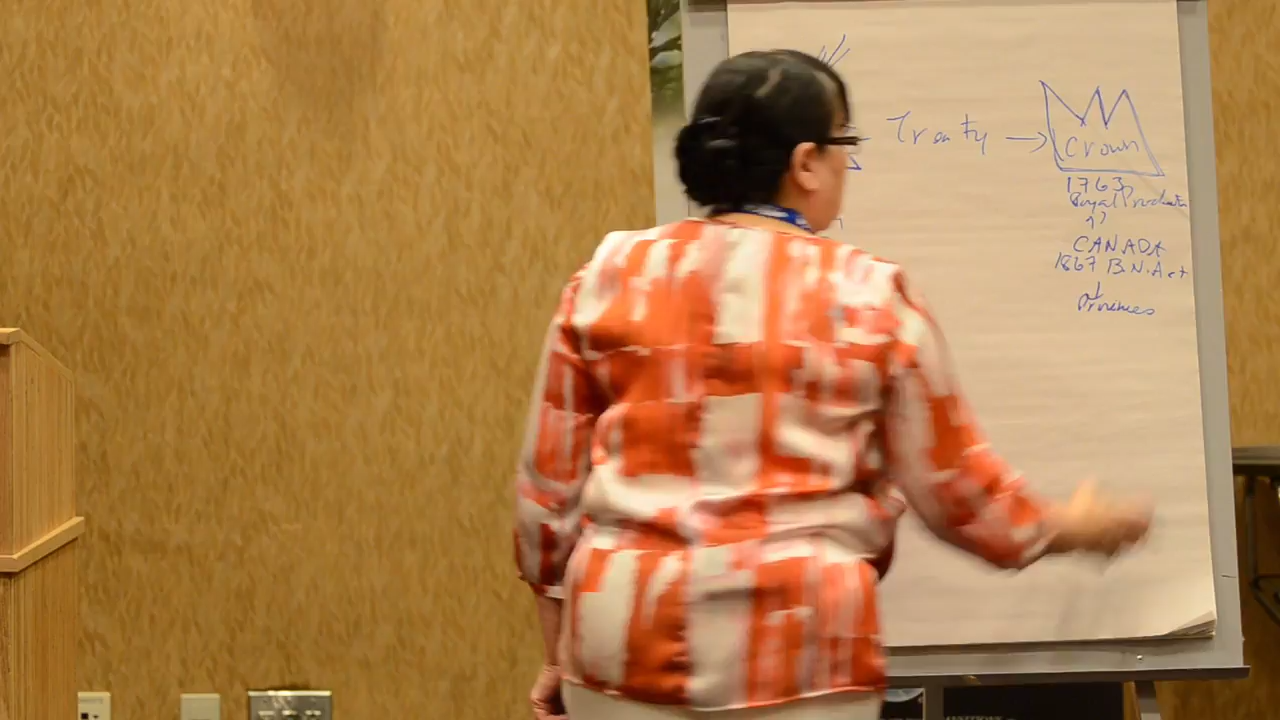 Treaty →
Crown
1763
Royal Proclamation
CANADA
1867 B.N. Act
↓
Provinces